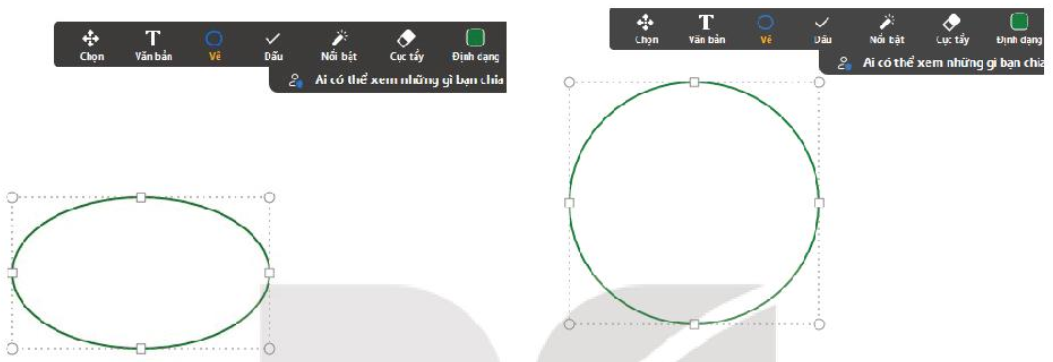 Chọn Văn bản Vẽ Dấu Nổi bật Cục tẩy Định dạng
Ai có thể xem những gì bạn chia
Chọn Văn bản Vẽ Dấu Nổi bật Cục tẩy Định dạng
Ai có thể xem những gì bạn chia